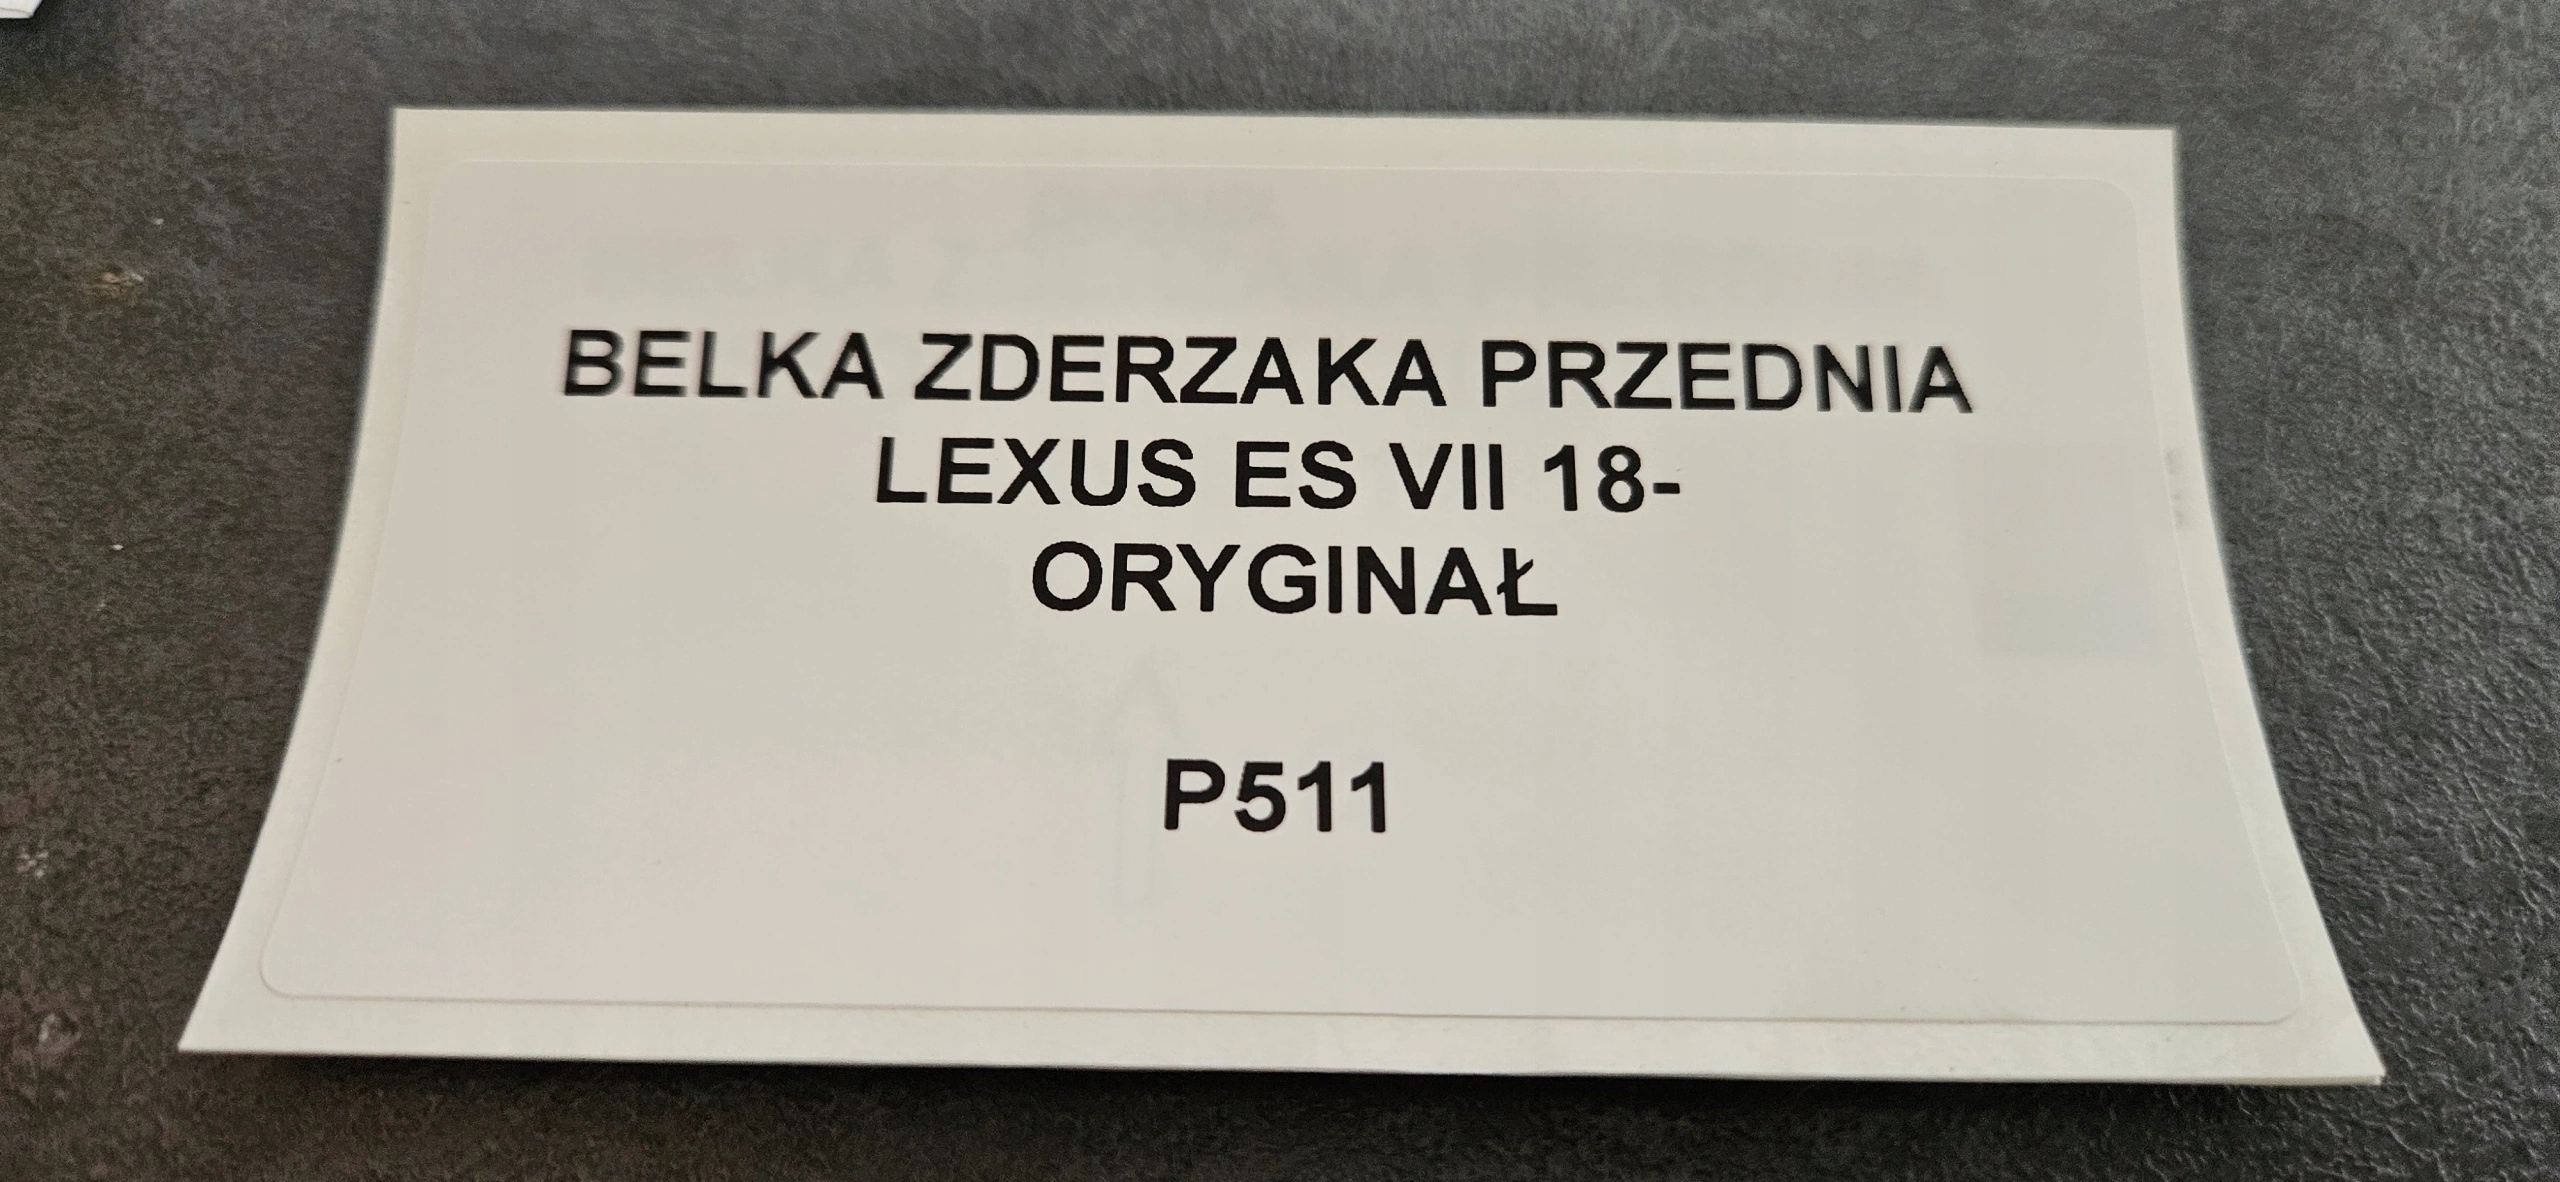 BELKA ZDERZAKA PRZEDNIA
LEXUS ES VII 18-
ORYGINAŁ
P511